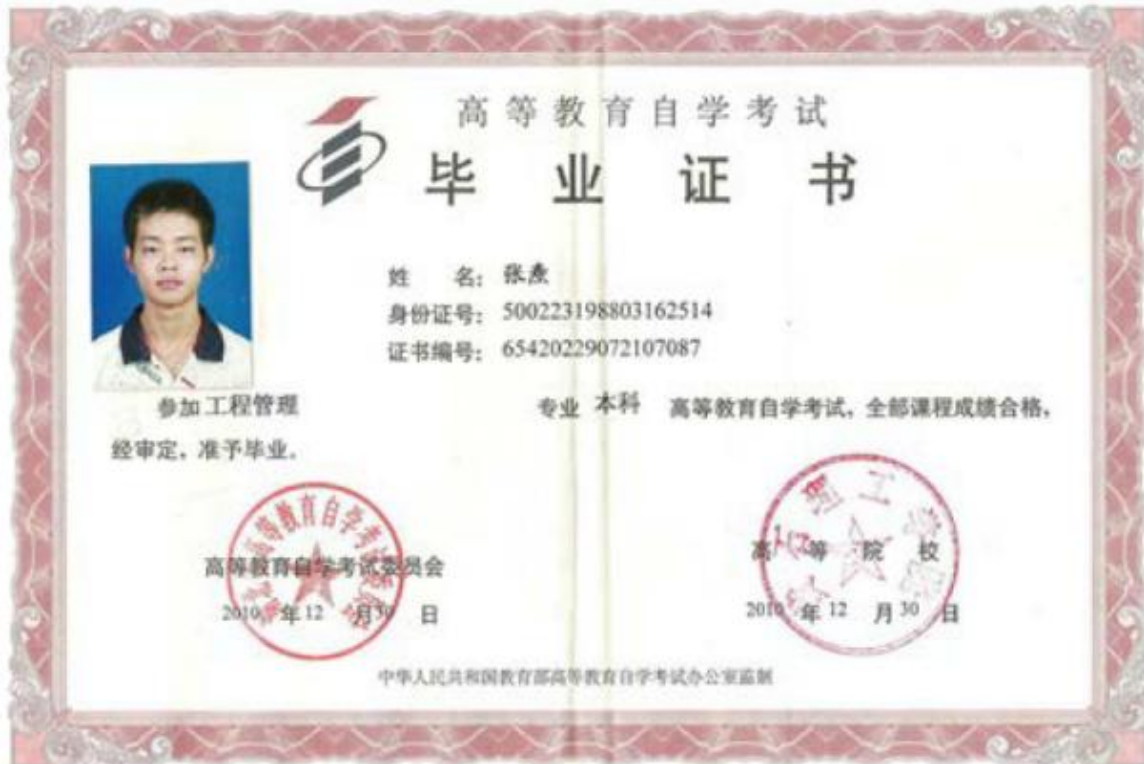 高等教育自学考试
毕业证书
姓 名：张焘
身份证号：500223198803162514
证书编号：65420229072107087
参加 工程管理 专业 本科 高等教育自学考试，全部课程成绩合格，
经审定，准予毕业。
高等教育自学考试委员会
高等院校
2010 年 12 月 30 日
2010 年 12 月 30 日
中华人民共和国教育部高等教育自学考试办公室监制